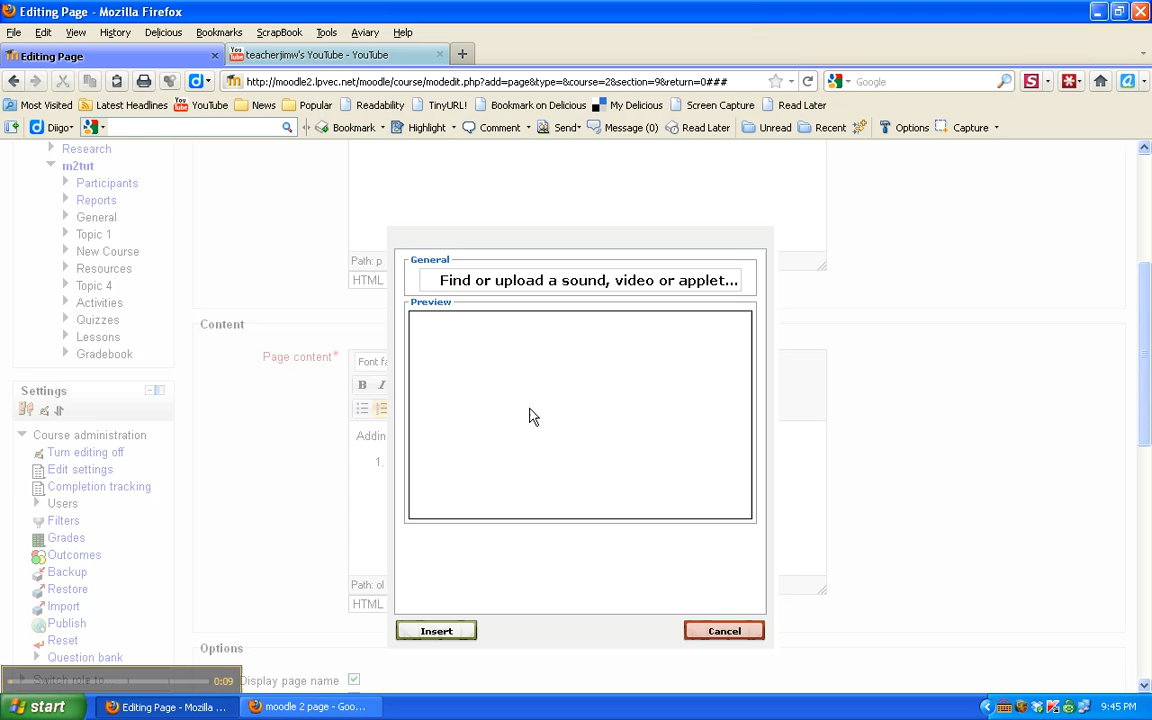 Editing Page - Mozilla Firefox
File Edit View History Delicious Bookmarks ScrapBook Tools Aviary Help
Editing Page
teacherjimw's YouTube - YouTube
http://moodle2.lpvec.net/moodle/course/modedit.php?add=page&type=&course=2&section=9&return=0###
Google
Most Visited Latest Headlines YouTube News Popular Readability TinyURL! Bookmark on Delicious My Delicious Screen Capture Read Later
Diigo Bookmark Highlight Comment Send Message (0) Read Later Unread Recent Options Capture
Research
m2tut
Participants
Reports
General
Topic 1
New Course
Resources
Topic 4
Activities
Quizzes
Lessons
Gradebook
Settings
Course administration
Turn editing off
Edit settings
Completion tracking
Users
Filters
Grades
Outcomes
Backup
Restore
Import
Publish
Reset
Question bank
Switch role to...
0:09
Path: p
HTML
Content
Page content*
Font fa
B I
Addin
1.
Path: ol
HTML
Options
Display page name
General
Find or upload a sound, video or applet...
Preview
Insert
Cancel
start
Editing Page - Mozilla ...
moodle 2 page - Goo...
9:45 PM